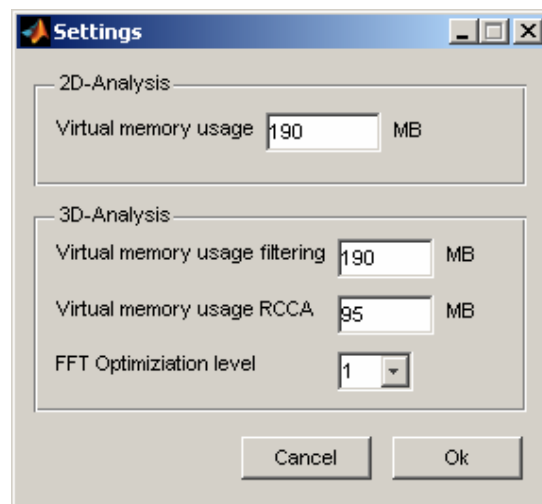 Settings
2D-Analysis
Virtual memory usage 190 MB
3D-Analysis
Virtual memory usage filtering 190 MB
Virtual memory usage RCCA 95 MB
FFT Optimiziation level 1
Cancel Ok